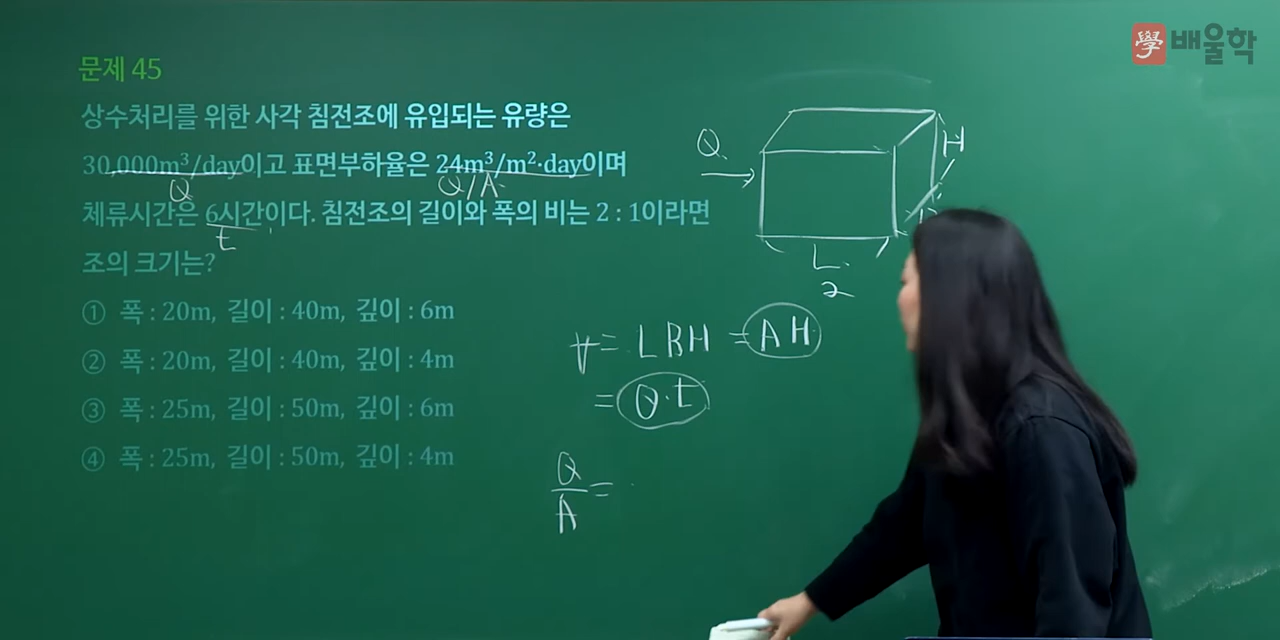 學 배울학
문제 45
상수처리를 위한 사각 침전조에 유입되는 유량은
30,000m³/day이고 표면부하율은 24m³/m²·day이며
Q
Q/A
체류시간은 6시간이다. 침전조의 길이와 폭의 비는 2 : 1이라면
t
조의 크기는?
① 폭 : 20m, 길이 : 40m, 깊이 : 6m
② 폭 : 20m, 길이 : 40m, 깊이 : 4m
③ 폭 : 25m, 길이 : 50m, 깊이 : 6m
④ 폭 : 25m, 길이 : 50m, 깊이 : 4m
Q
H
L
2
V = LBH = AH
= Q·t
Q/A =